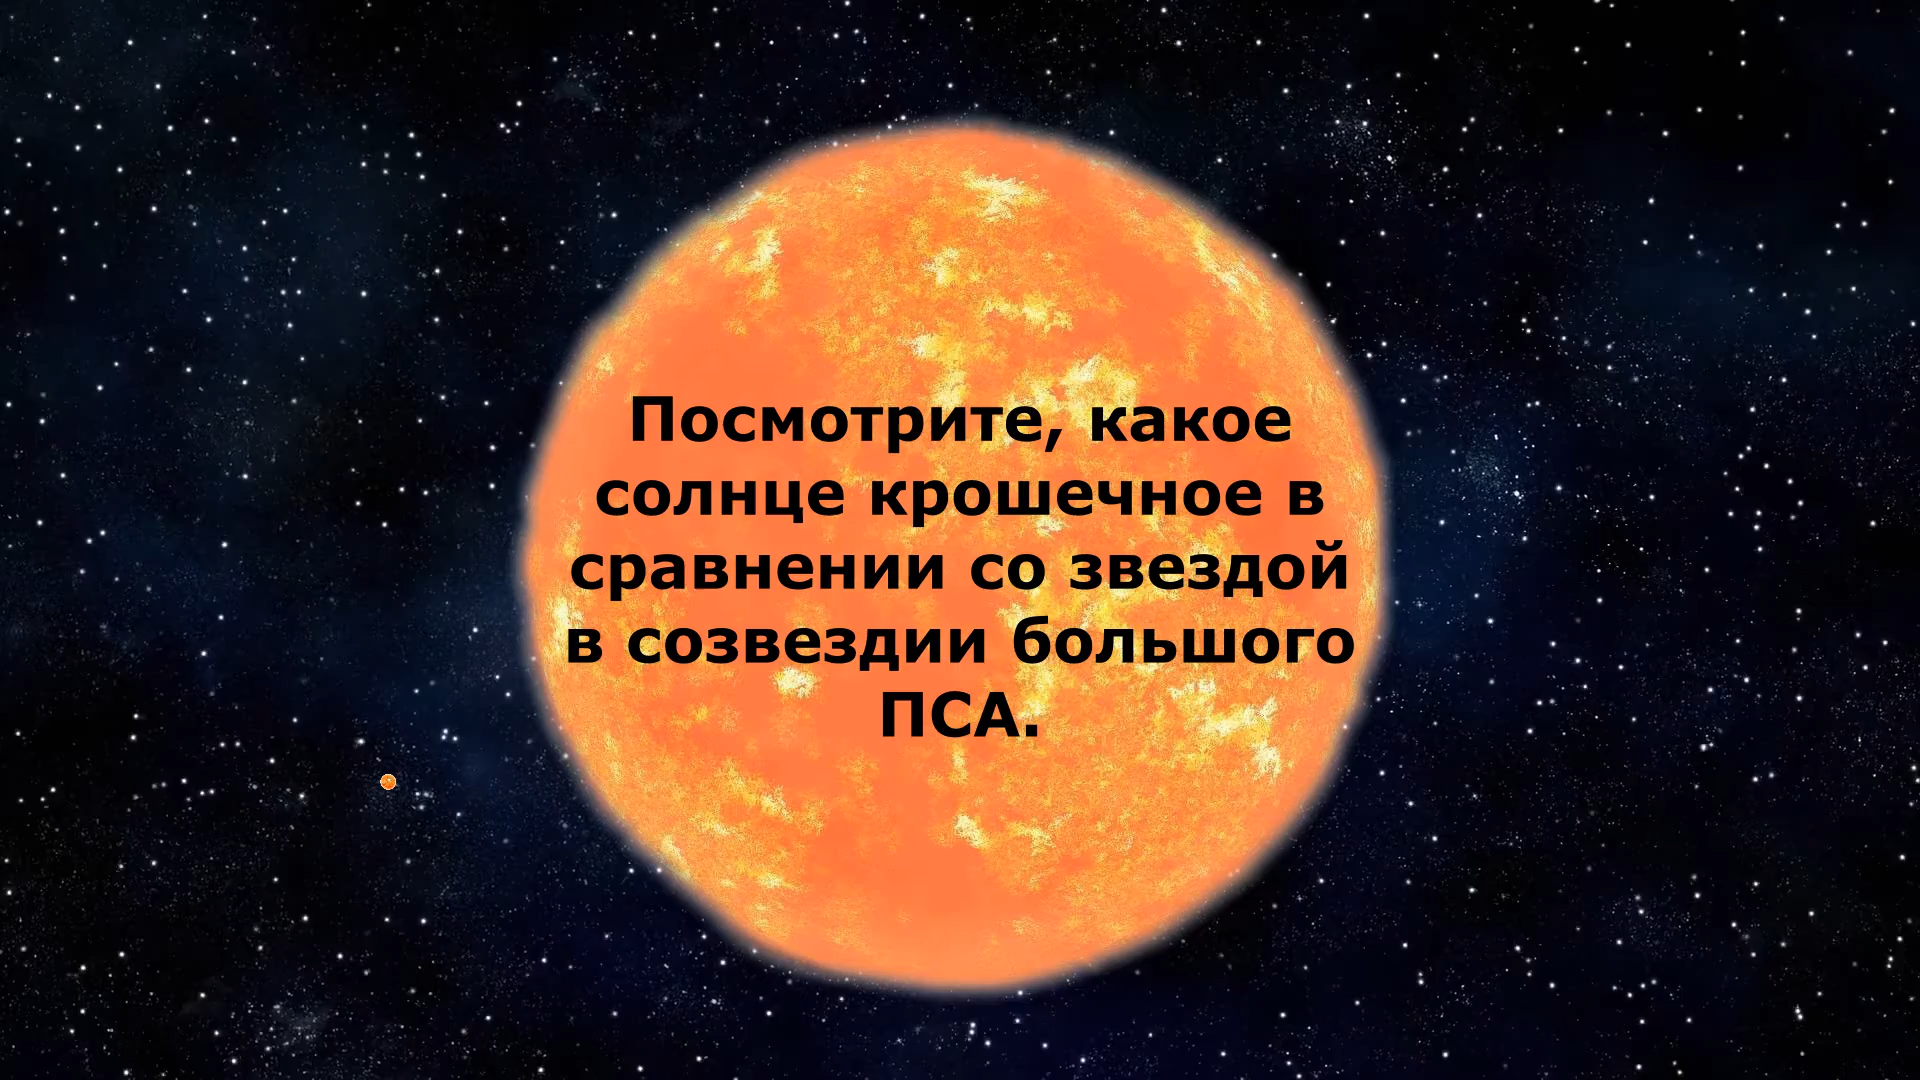 Посмотрите, какое
солнце крошечное в
сравнении со звездой
в созвездии большого
ПСА.